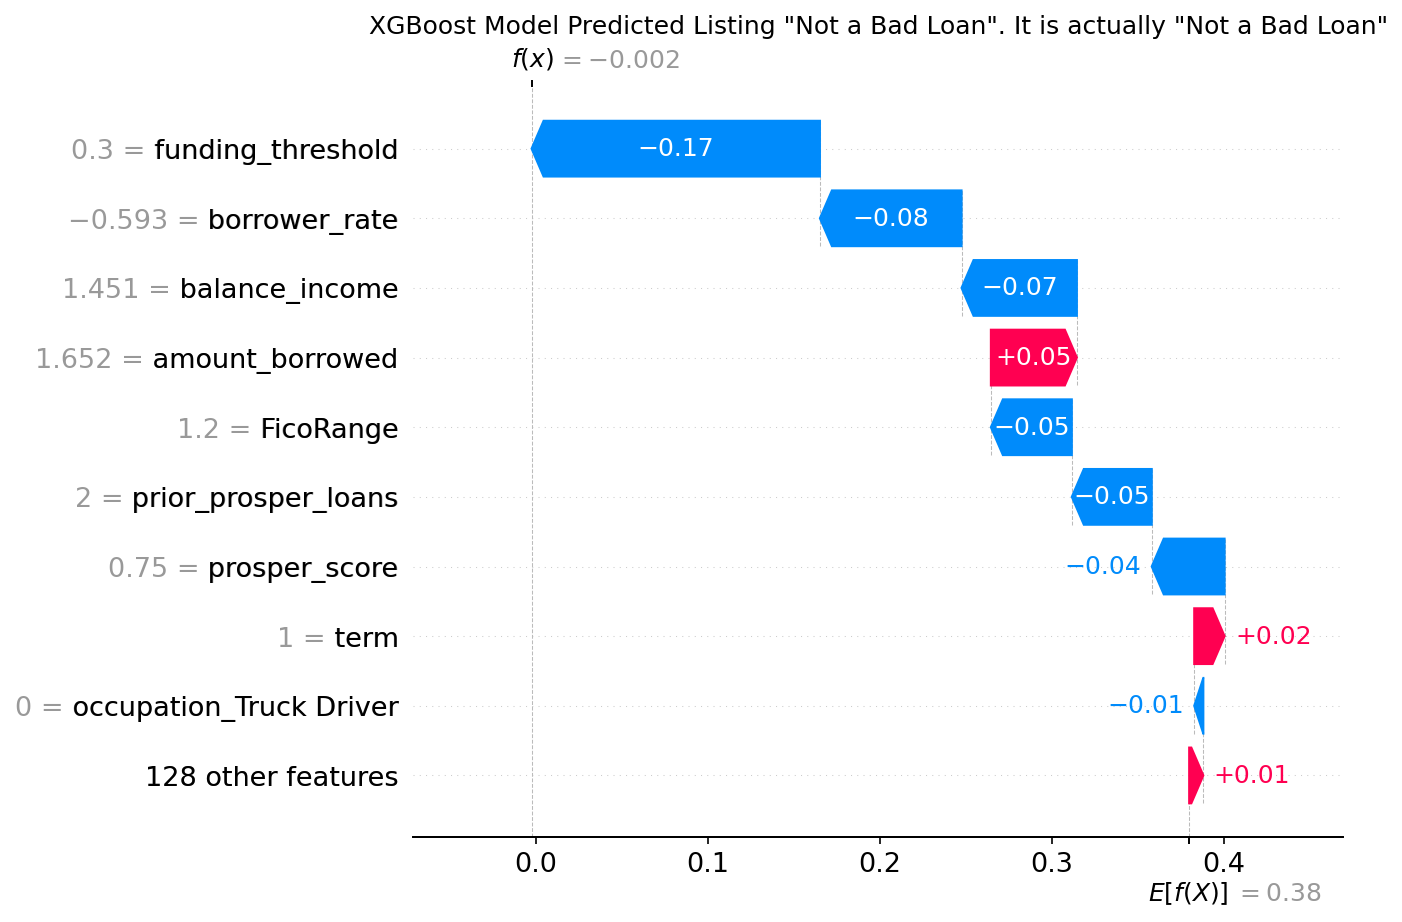 XGBoost Model Predicted Listing "Not a Bad Loan". It is actually "Not a Bad Loan"
f(x) = −0.002
0.3 = funding_threshold −0.17
−0.593 = borrower_rate −0.08
1.451 = balance_income −0.07
1.652 = amount_borrowed +0.05
1.2 = FicoRange −0.05
2 = prior_prosper_loans −0.05
0.75 = prosper_score −0.04
1 = term +0.02
0 = occupation_Truck Driver −0.01
128 other features +0.01
0.0 0.1 0.2 0.3 0.4
E[f(X)] = 0.38